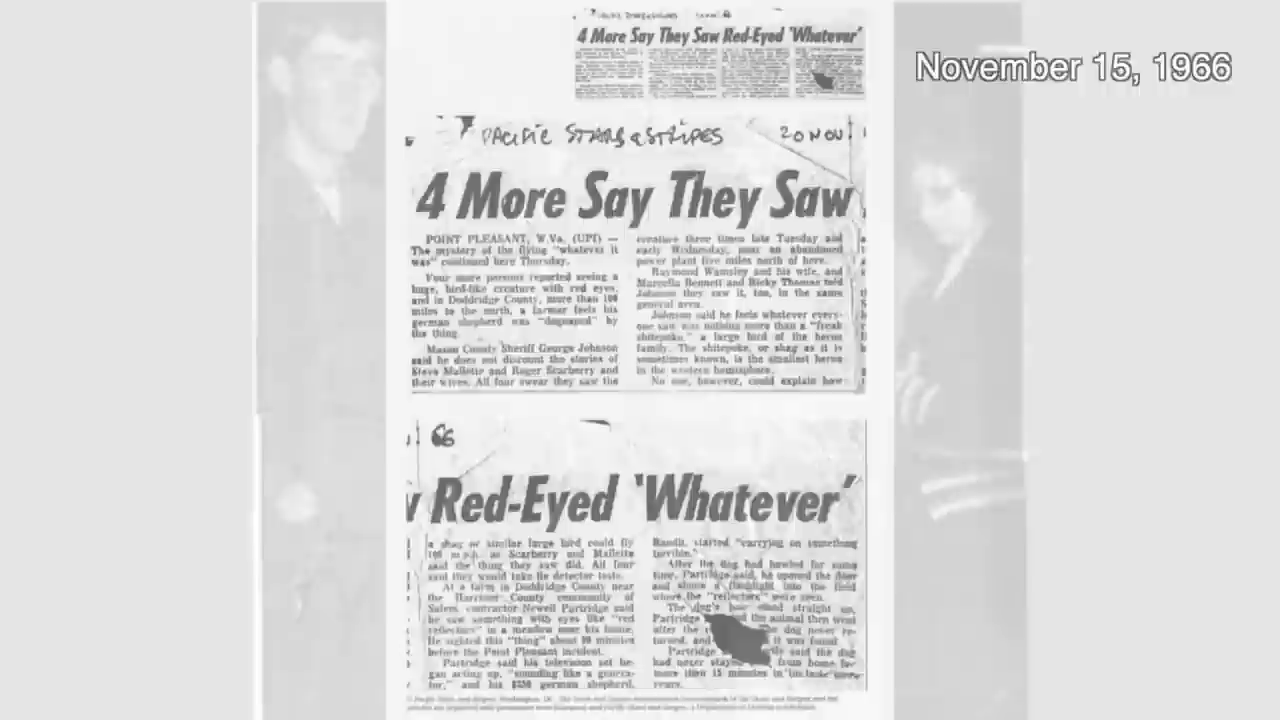 4 More Say They Saw Red-Eyed 'Whatever'
November 15, 1966
PACIFIC STARS & STRIPES 20 NOV
4 More Say They Saw
POINT PLEASANT, W.Va. (UPI) —
The mystery of the flying "whatever it
was" continued here Thursday.
Four more persons reported seeing a
huge, bird-like creature with red eyes,
and in Doddridge County, more than 100
miles to the north, a farmer feels his
german shepherd was "dognaped" by
the thing.
Mason County Sheriff George Johnson
said he does not discount the stories of
Steve Mallette and Roger Scarberry and
their wives. All four swear they saw the
creature three times late Tuesday and
early Wednesday, near an abandoned
power plant five miles north of here.
Raymond Wamsley and his wife, and
Marcella Bennett and Ricky Thomas told
Johnson they saw it, too, in the same
general area.
Johnson said he feels whatever every-
one saw was nothing more than a "freak
shitepoke," a large bird of the heron
family. The shitepoke, or shag as it is
sometimes known, is the smallest heron
in the western hemisphere.
No one, however, could explain how
66
Red-Eyed 'Whatever'
a shag or similar large bird could fly
100 m.p.h. as Scarberry and Mallette
said the thing they saw did. All four
said they would take lie detector tests.
At a farm in Doddridge County near
the Harrison County community of
Salem, contractor Newell Partridge said
he saw something with eyes like "red
reflectors" in a meadow near his home.
He sighted this "thing" about 90 minutes
before the Point Pleasant incident.
Partridge said his television set be-
gan acting up, "sounding like a genera-
tor," and his $350 german shepherd,
Bandit, started "carrying on something
terrible."
After the dog had howled for some
time, Partridge said, he opened the door
and shone a flashlight into the field
where the "reflectors" were seen.
The dog's hair stood straight up,
Partridge the animal then went
after the The dog never re-
turned, and it was found
Partridge said the dog
had never stayed from home for
more than 15 minutes in
years.